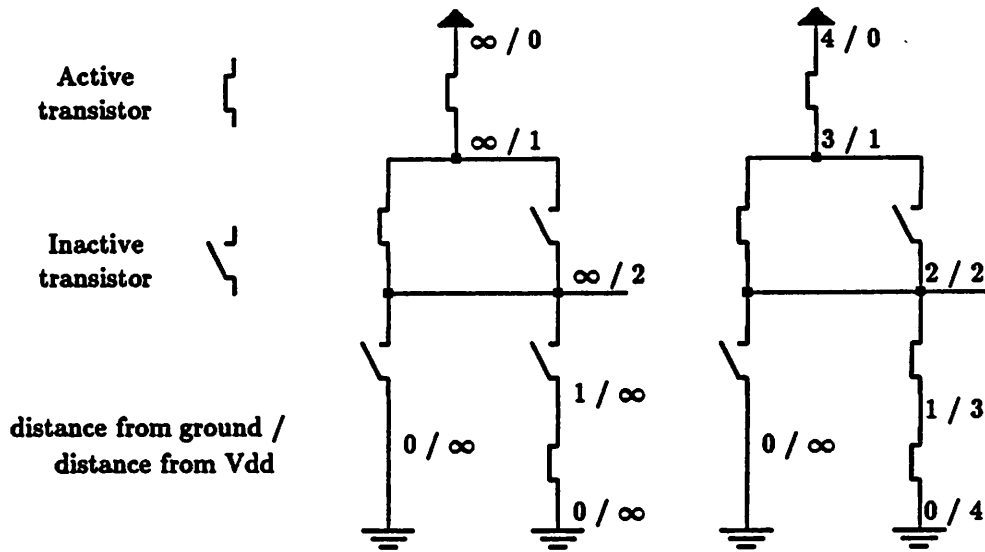 Active
transistor
Inactive
transistor
distance from ground /
distance from Vdd
∞ / 0
∞ / 1
∞ / 2
1 / ∞
0 / ∞
0 / ∞
4 / 0
3 / 1
2 / 2
1 / 3
0 / ∞
0 / 4